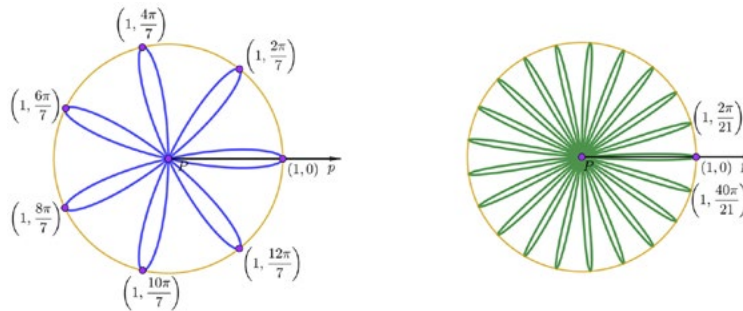 (1, 4π/7)
(1, 2π/7)
(1, 6π/7)
P
(1,0) p
(1, 8π/7)
(1, 12π/7)
(1, 10π/7)
(1, 2π/21)
P
(1,0)
(1, 40π/21)